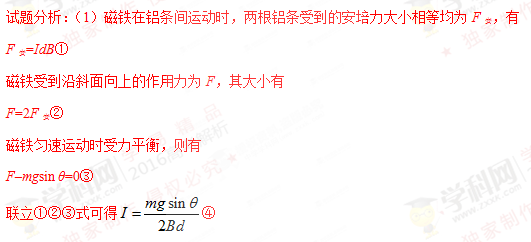 试题分析：（1）磁铁在铝条间运动时，两根铝条受到的安培力大小相等均为 F安，有
F安=IdB①
磁铁受到沿斜面向上的作用力为 F，其大小有
F=2F安②
磁铁匀速运动时受力平衡，则有
F–mgsin θ=0③
联立①②③式可得 I = mg sin θ / 2Bd ④